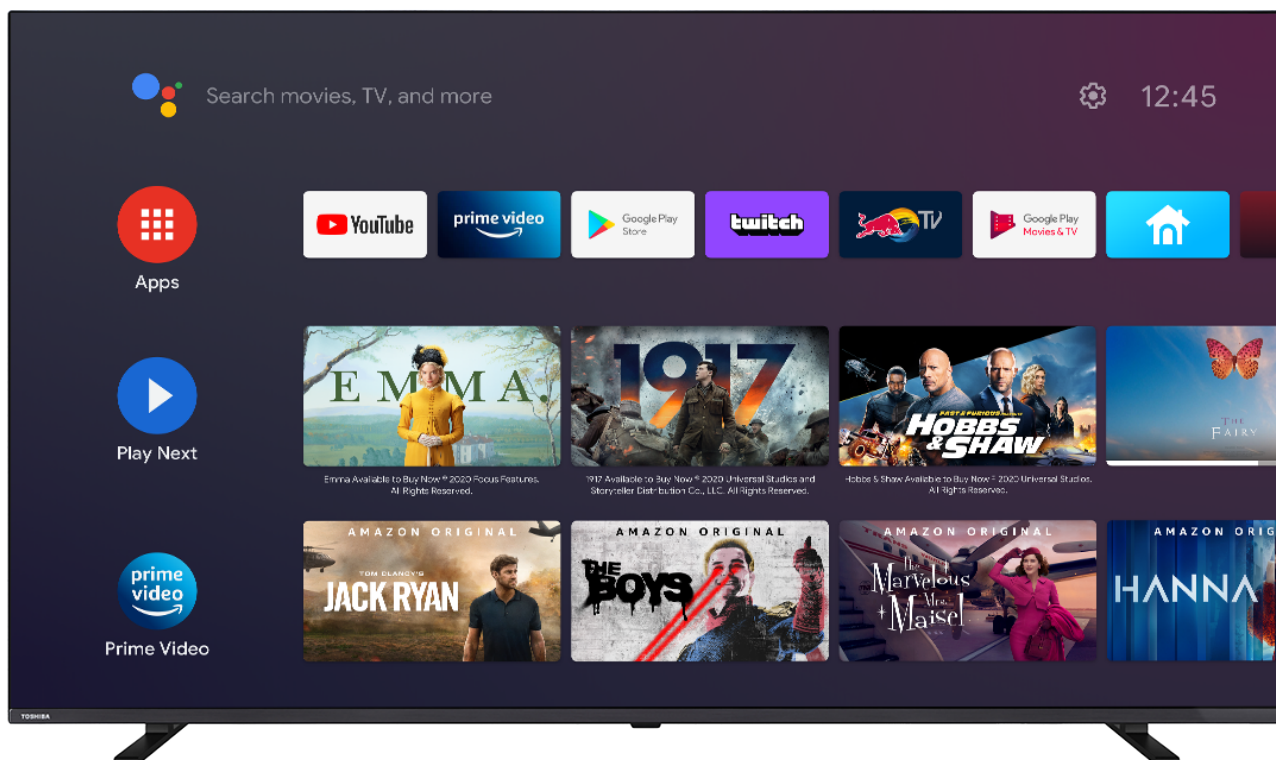 Search movies, TV, and more
12:45
YouTube
prime video
Google Play
Store
twitch
TV
Google Play
Movies & TV
Apps
EMMA.
1917
FAST & FURIOUS
HOBBS
& SHAW
THE
FAIRY
Play Next
Emma Available to Buy Now © 2020 Focus Features.
All Rights Reserved.
1917 Available to Buy Now © 2020 Universal Studios and
Storyteller Distribution Co., LLC. All Rights Reserved.
Hobbs & Shaw Available to Buy Now © 2020 Universal Studios.
All Rights Reserved.
prime
video
Prime Video
AMAZON ORIGINAL
TOM CLANCY'S
JACK RYAN
AMAZON ORIGINAL
THE
BOYS
AMAZON ORIGINAL
The
Marvelous
Mrs.
Maisel
AMAZON ORIG
HANNA
TOSHIBA